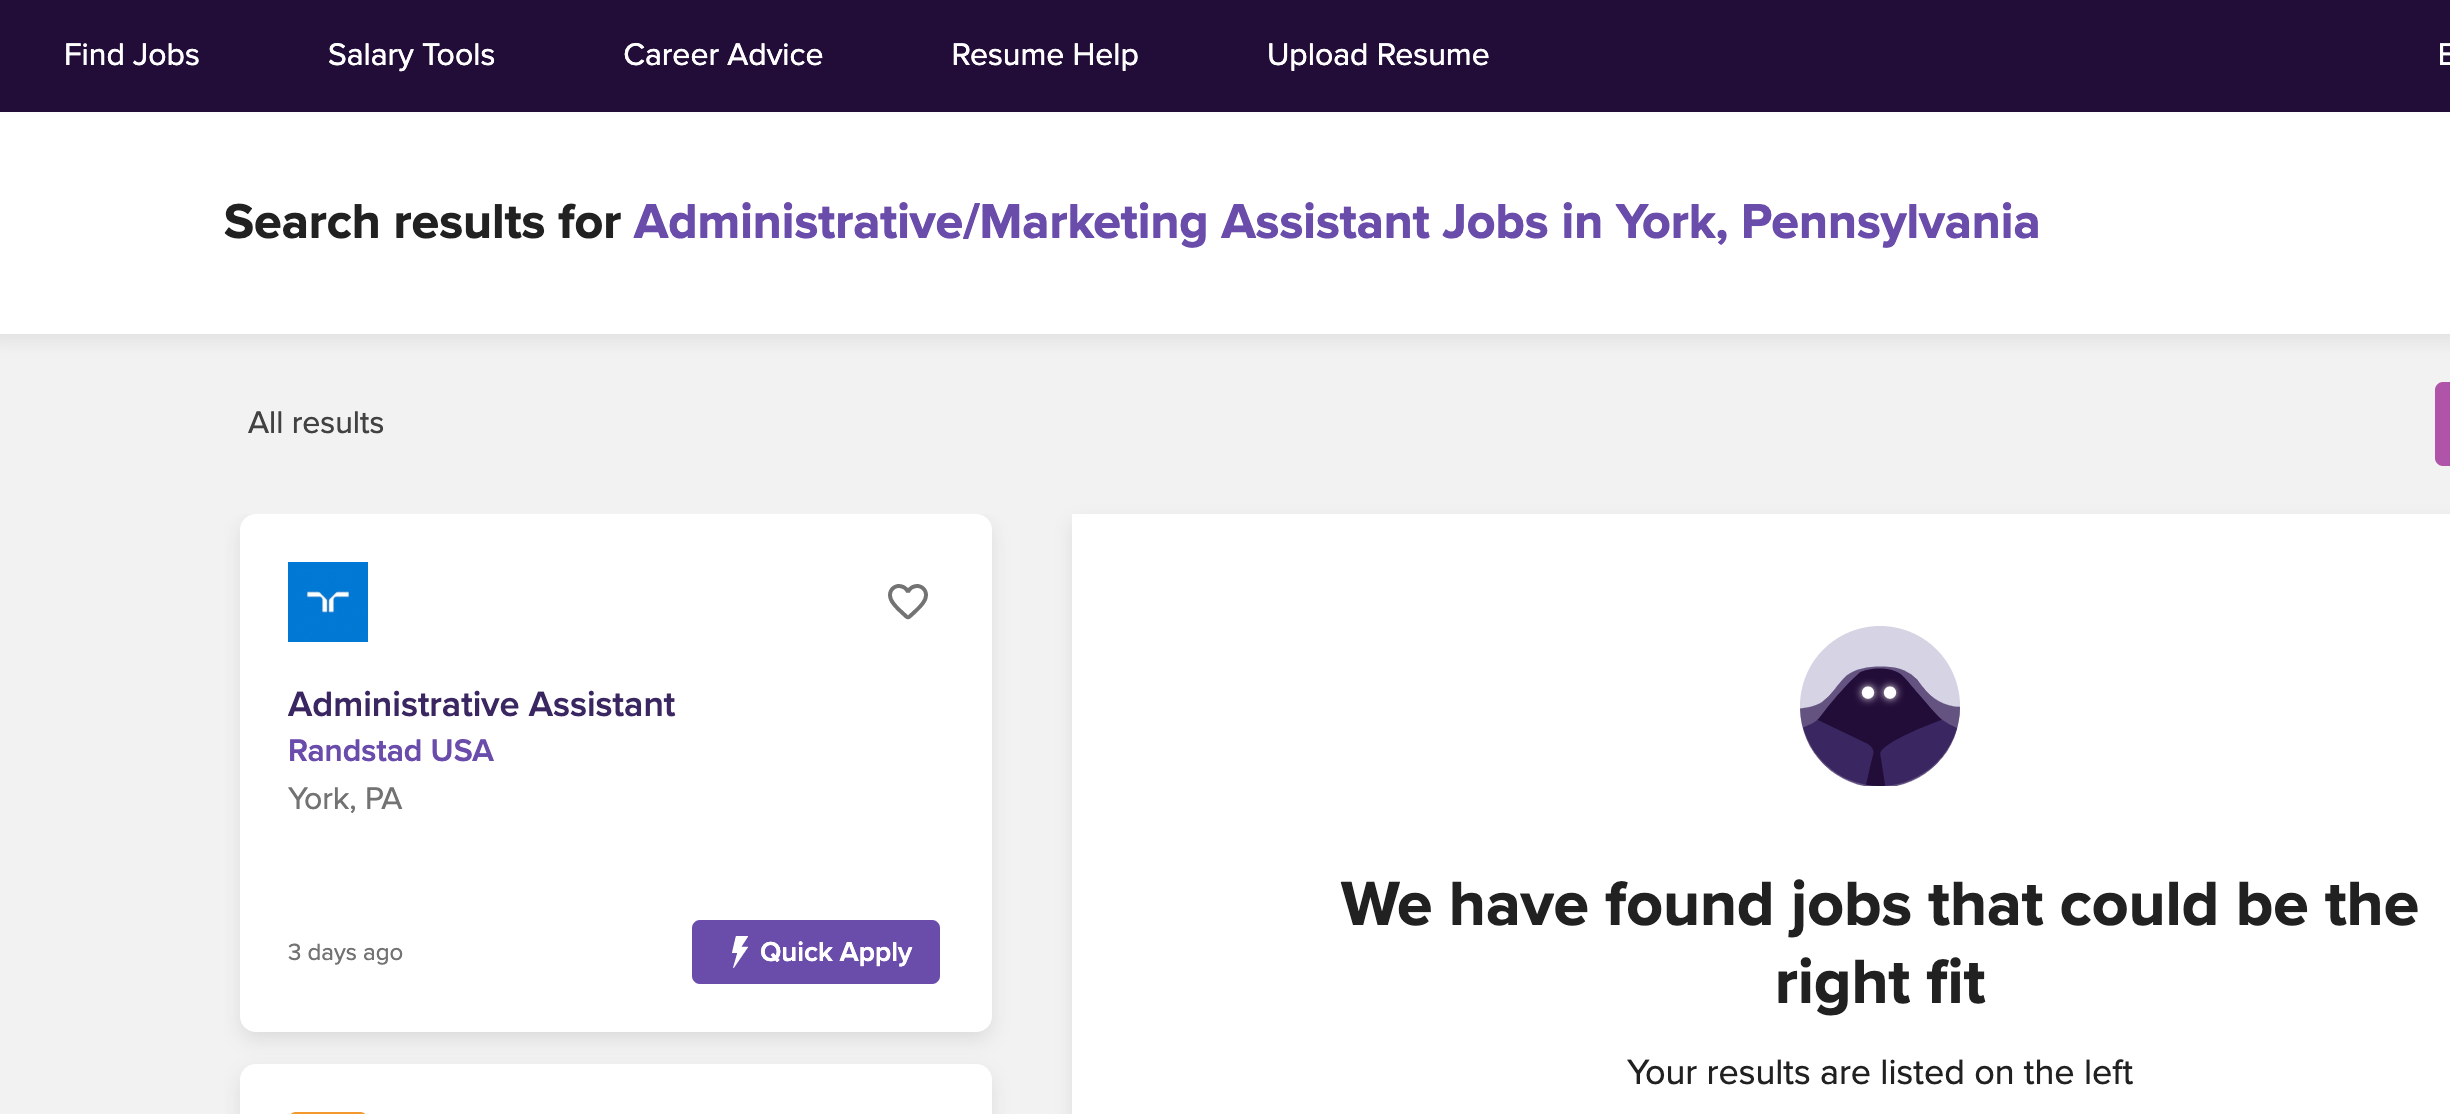 Find Jobs
Salary Tools
Career Advice
Resume Help
Upload Resume
Search results for Administrative/Marketing Assistant Jobs in York, Pennsylvania
All results
Administrative Assistant
Randstad USA
York, PA
3 days ago
Quick Apply
We have found jobs that could be the
right fit
Your results are listed on the left